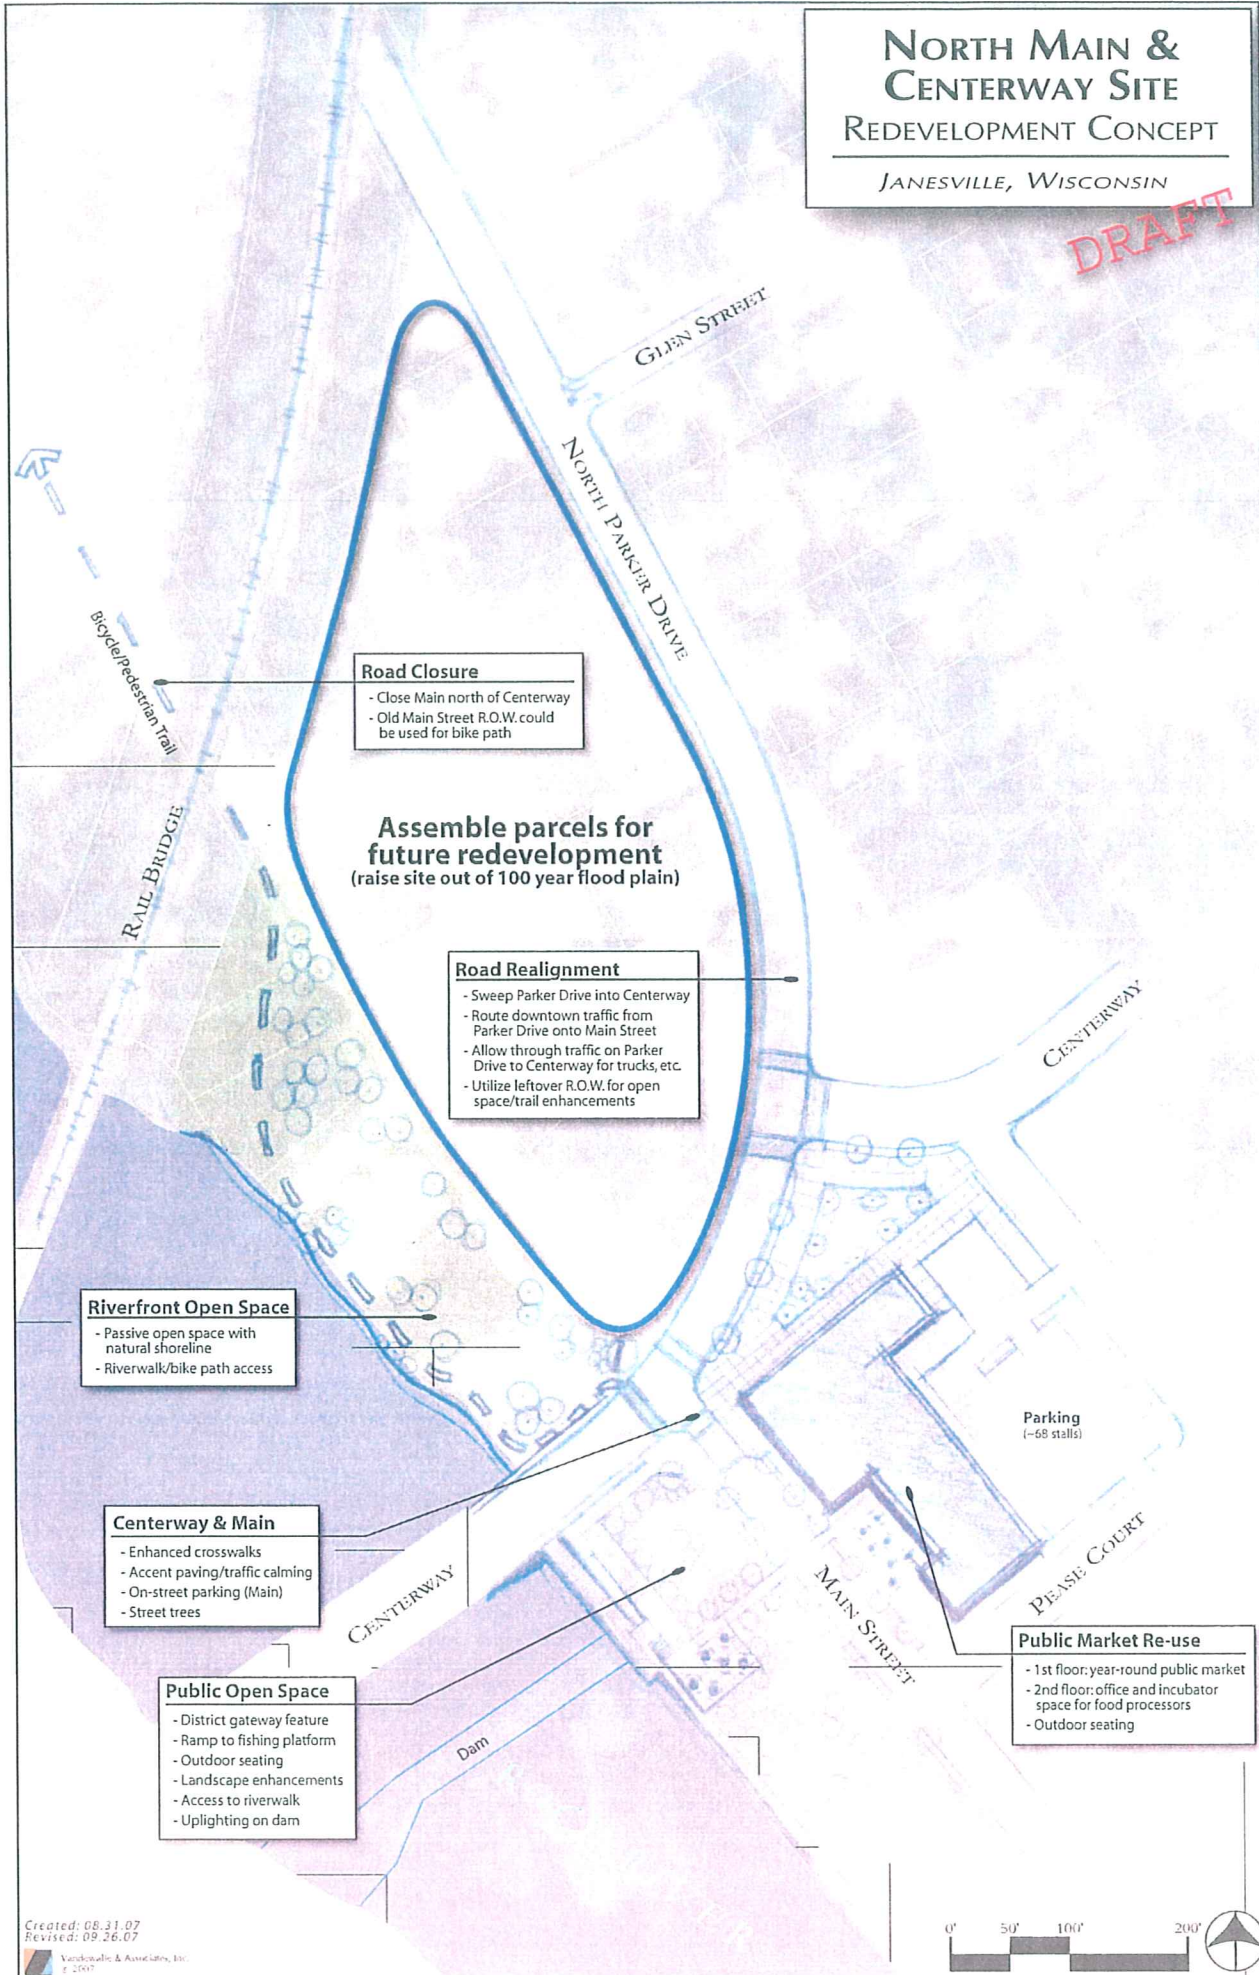 NORTH MAIN &
CENTERWAY SITE
REDEVELOPMENT CONCEPT
JANESVILLE, WISCONSIN
DRAFT
GLEN STREET
NORTH PARKER DRIVE
Bicycle/Pedestrian Trail
RAIL BRIDGE
Road Closure
- Close Main north of Centerway
- Old Main Street R.O.W. could
be used for bike path
Assemble parcels for
future redevelopment
(raise site out of 100 year flood plain)
Road Realignment
- Sweep Parker Drive into Centerway
- Route downtown traffic from
Parker Drive onto Main Street
- Allow through traffic on Parker
Drive to Centerway for trucks, etc.
- Utilize leftover R.O.W. for open
space/trail enhancements
CENTERWAY
Riverfront Open Space
- Passive open space with
natural shoreline
- Riverwalk/bike path access
Parking
(~68 stalls)
Centerway & Main
- Enhanced crosswalks
- Accent paving/traffic calming
- On-street parking (Main)
- Street trees
CENTERWAY
MAIN STREET
PEASE COURT
Public Market Re-use
- 1st floor: year-round public market
- 2nd floor: office and incubator
space for food processors
- Outdoor seating
Public Open Space
- District gateway feature
- Ramp to fishing platform
- Outdoor seating
- Landscape enhancements
- Access to riverwalk
- Uplighting on dam
Dam
Created: 08.31.07
Revised: 09.26.07
Vandewalle & Associates, Inc.
© 2007
0' 50' 100' 200'